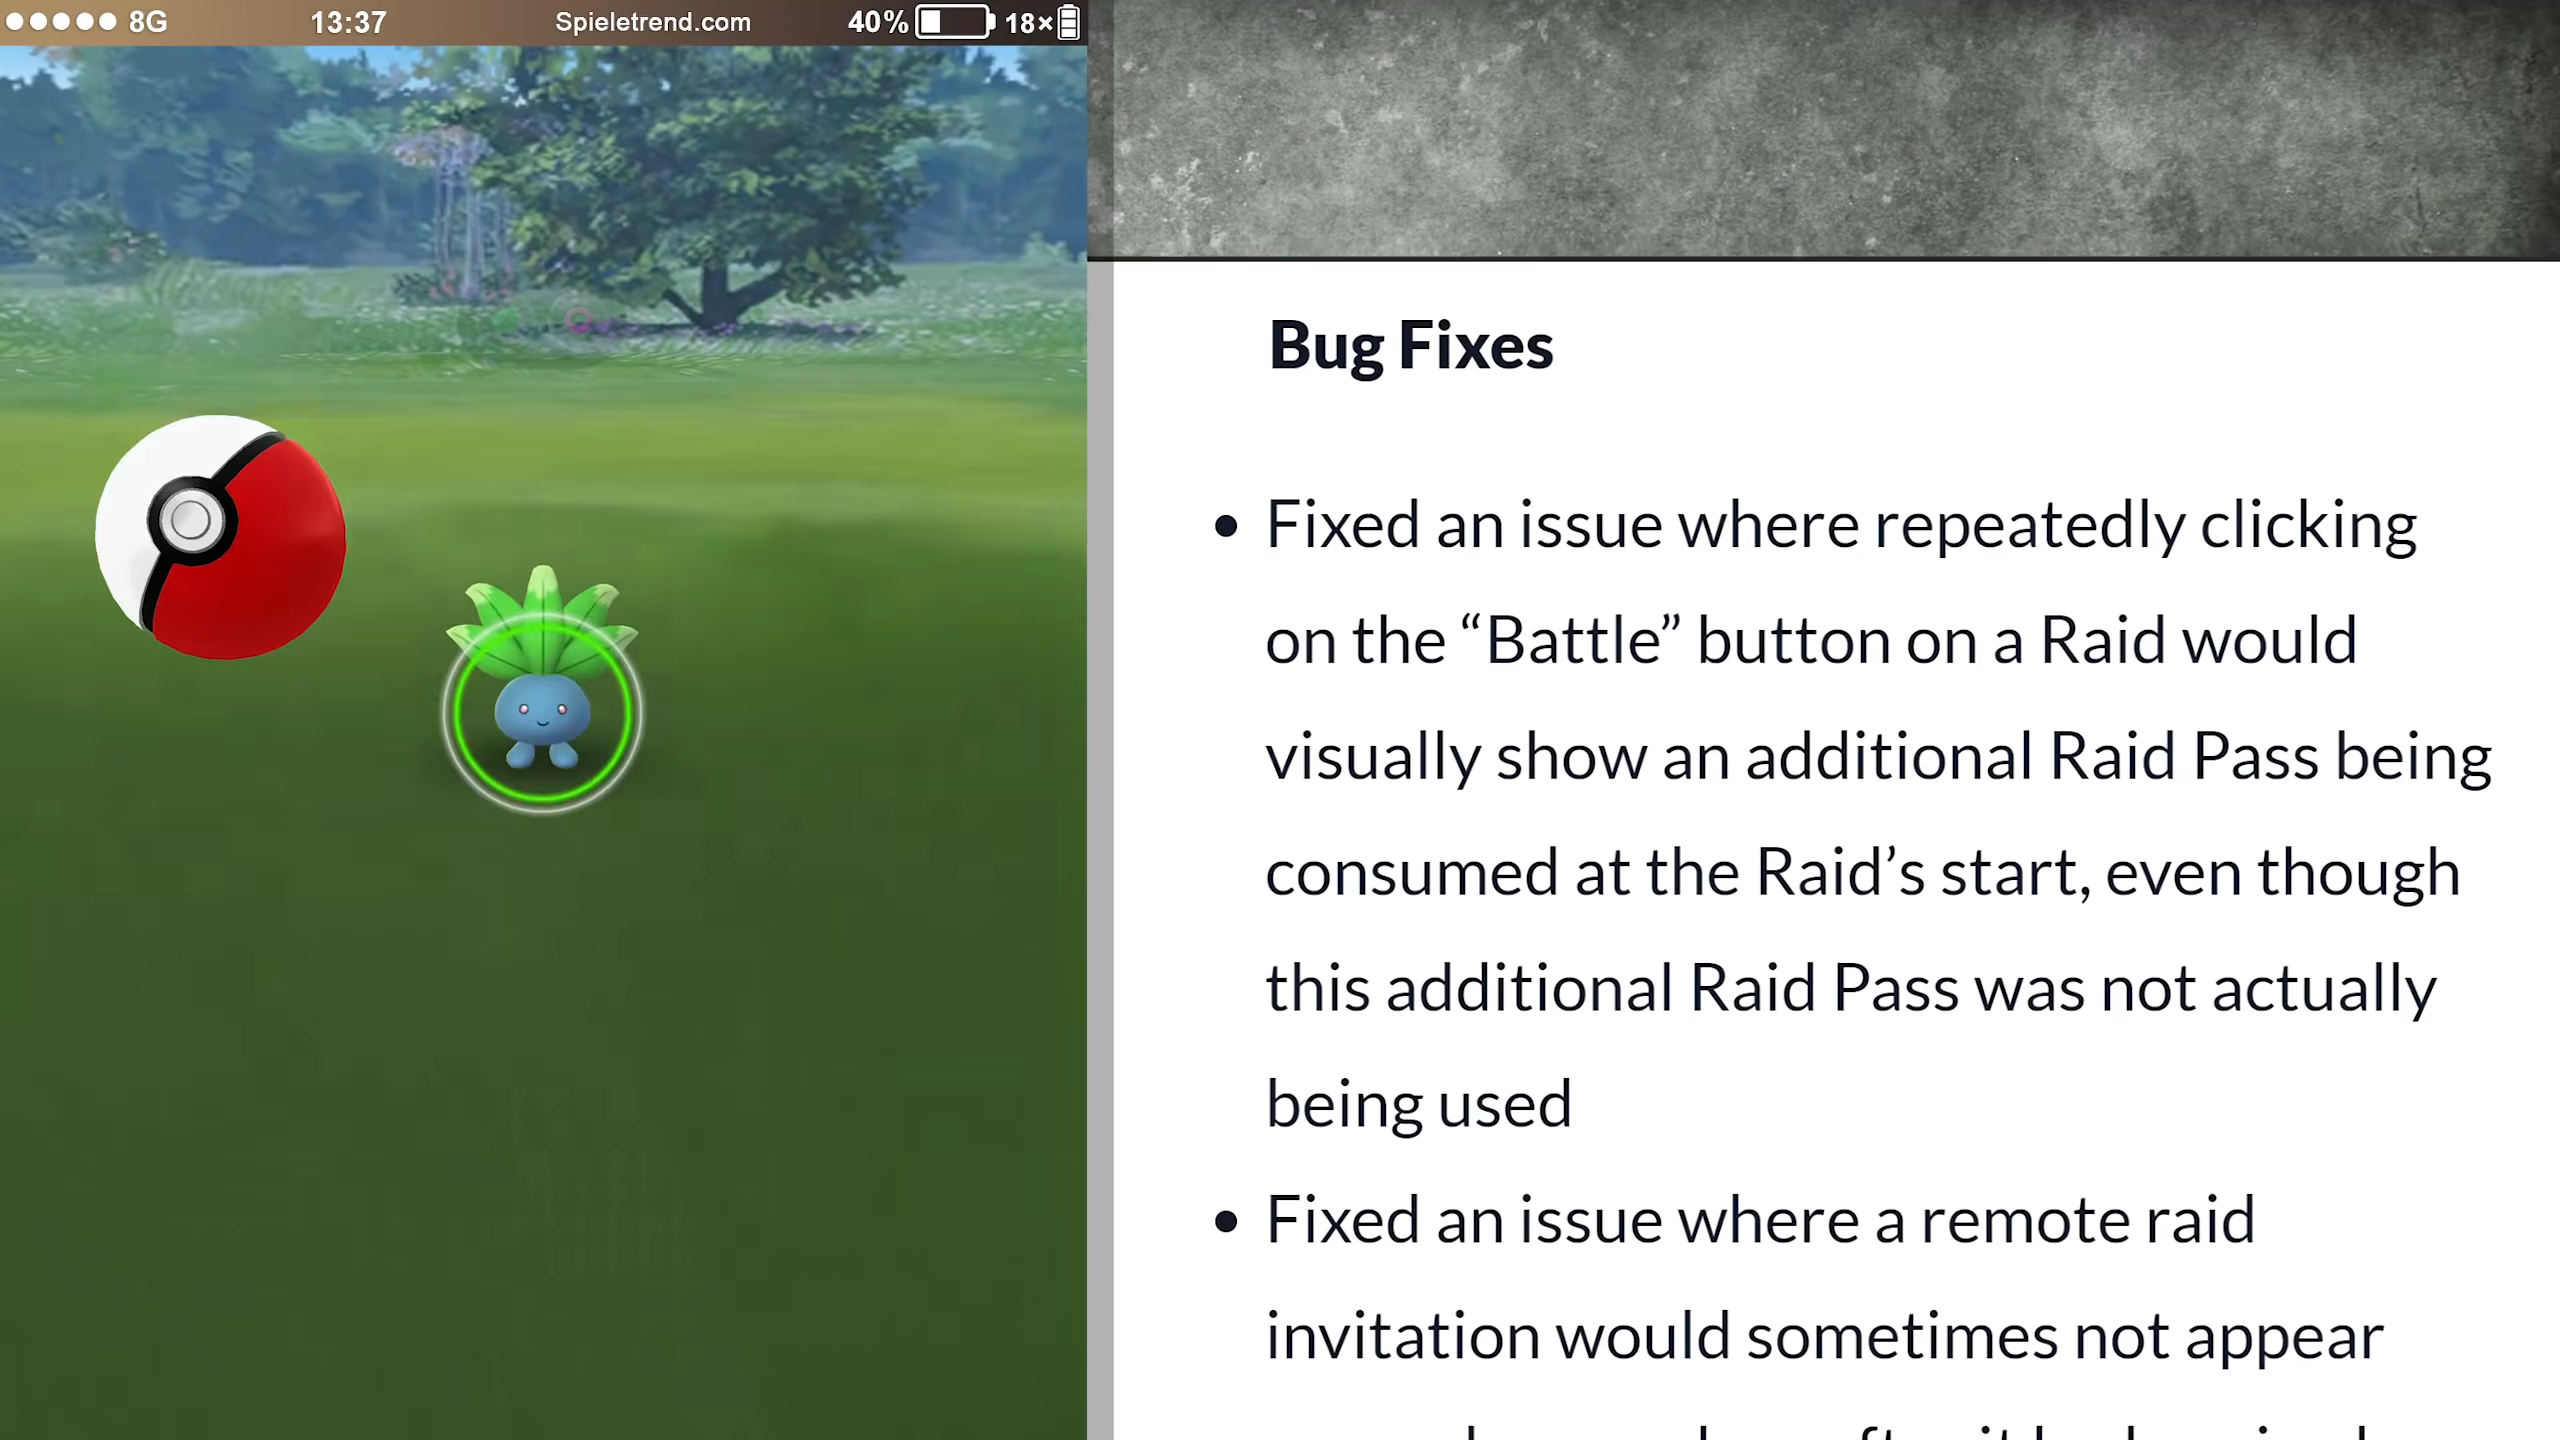 8G 13:37 Spieletrend.com 40% 18×
Bug Fixes
• Fixed an issue where repeatedly clicking
on the “Battle” button on a Raid would
visually show an additional Raid Pass being
consumed at the Raid’s start, even though
this additional Raid Pass was not actually
being used
• Fixed an issue where a remote raid
invitation would sometimes not appear